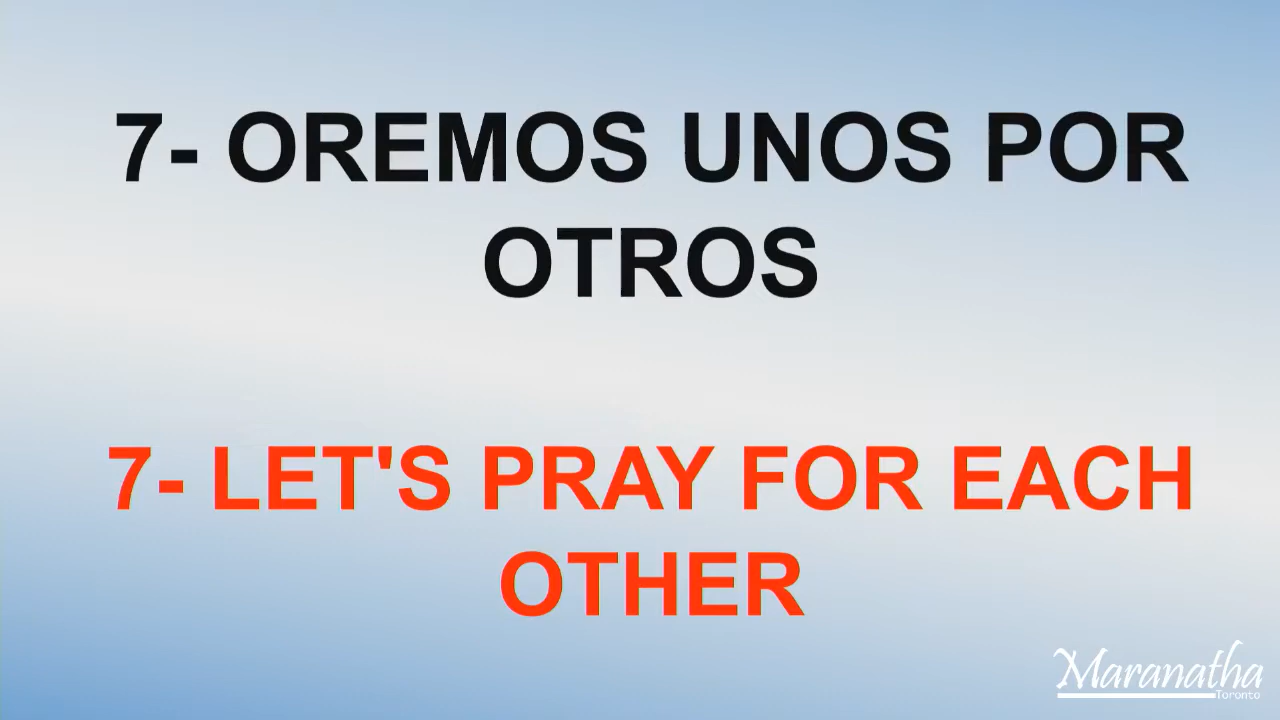 7- OREMOS UNOS POR
OTROS
7- LET'S PRAY FOR EACH
OTHER
Maranatha
Toronto